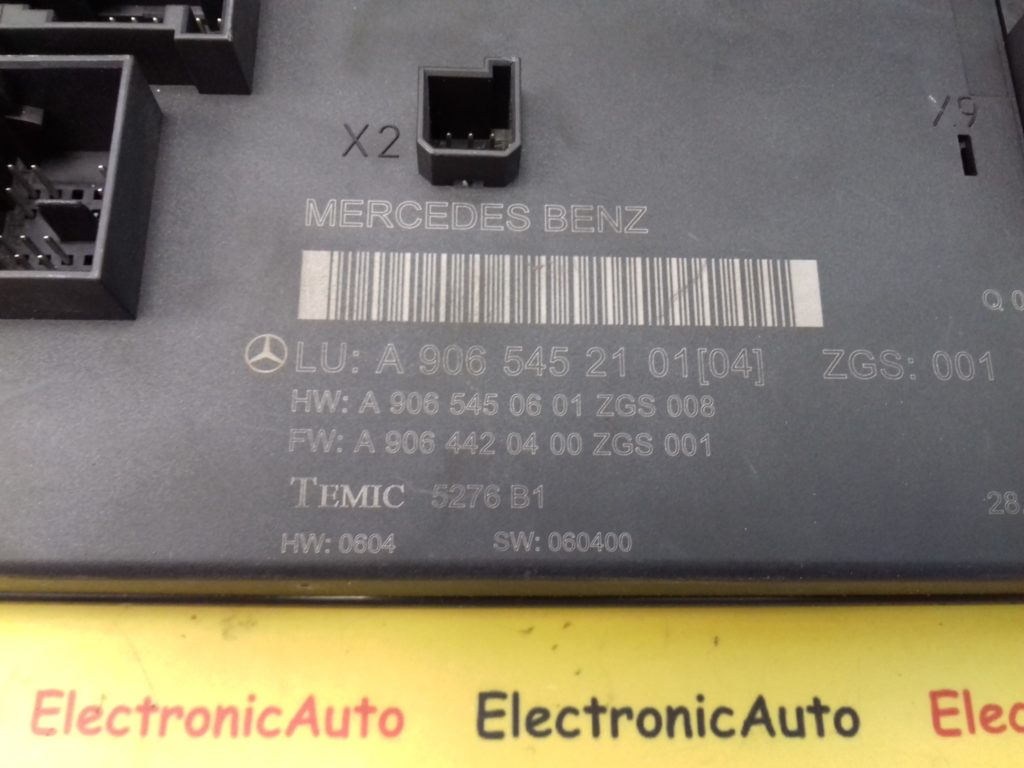 X2
MERCEDES BENZ
Q 0
LU: A 906 545 21 01[04] ZGS: 001
HW: A 906 545 06 01 ZGS 008
FW: A 906 442 04 00 ZGS 001
TEMIC 5276 B1
28.
HW: 0604 SW: 060400
ElectronicAuto ElectronicAuto Elec